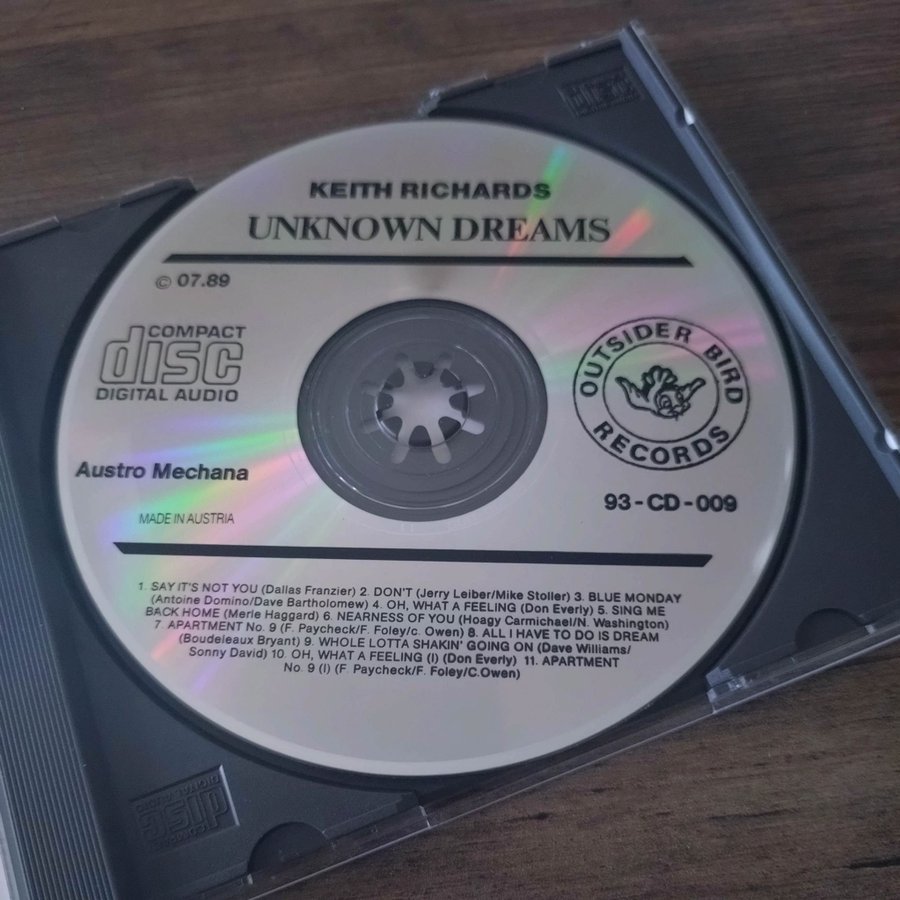 KEITH RICHARDS
UNKNOWN DREAMS
© 07.89
COMPACT
disc
DIGITAL AUDIO
OUTSIDER BIRD
RECORDS
Austro Mechana
93-CD-009
MADE IN AUSTRIA
1. SAY IT'S NOT YOU (Dallas Franzier) 2. DON'T (Jerry Leiber/Mike Stoller) 3. BLUE MONDAY
(Antoine Domino/Dave Bartholomew) 4. OH, WHAT A FEELING (Don Everly) 5. SING ME
BACK HOME (Merle Haggard) 6. NEARNESS OF YOU (Hoagy Carmichael/N. Washington)
7. APARTMENT No. 9 (F. Paycheck/F. Foley/c. Owen) 8. ALL I HAVE TO DO IS DREAM
(Boudeleaux Bryant) 9. WHOLE LOTTA SHAKIN' GOING ON (Dave Williams/
Sonny David) 10. OH, WHAT A FEELING (I) (Don Everly) 11. APARTMENT
No. 9 (I) (F. Paycheck/F. Foley/C.Owen)
COMPACT
disc
DIGITAL AUDIO